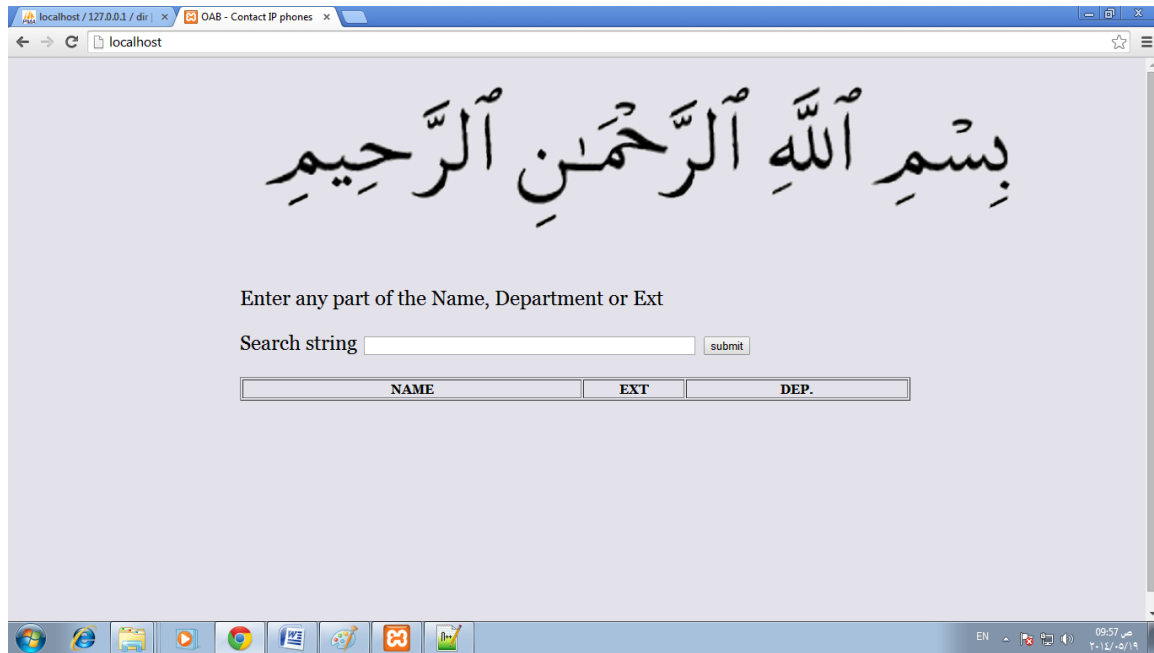 localhost / 127.0.0.1 / dir |
OAB - Contact IP phones
localhost
بِسْمِ ٱللَّهِ ٱلرَّحْمَـٰنِ ٱلرَّحِيمِ
Enter any part of the Name, Department or Ext
Search string submit
NAME EXT DEP.
EN
09:57 ص
٢٠١٤/٠٥/١٩